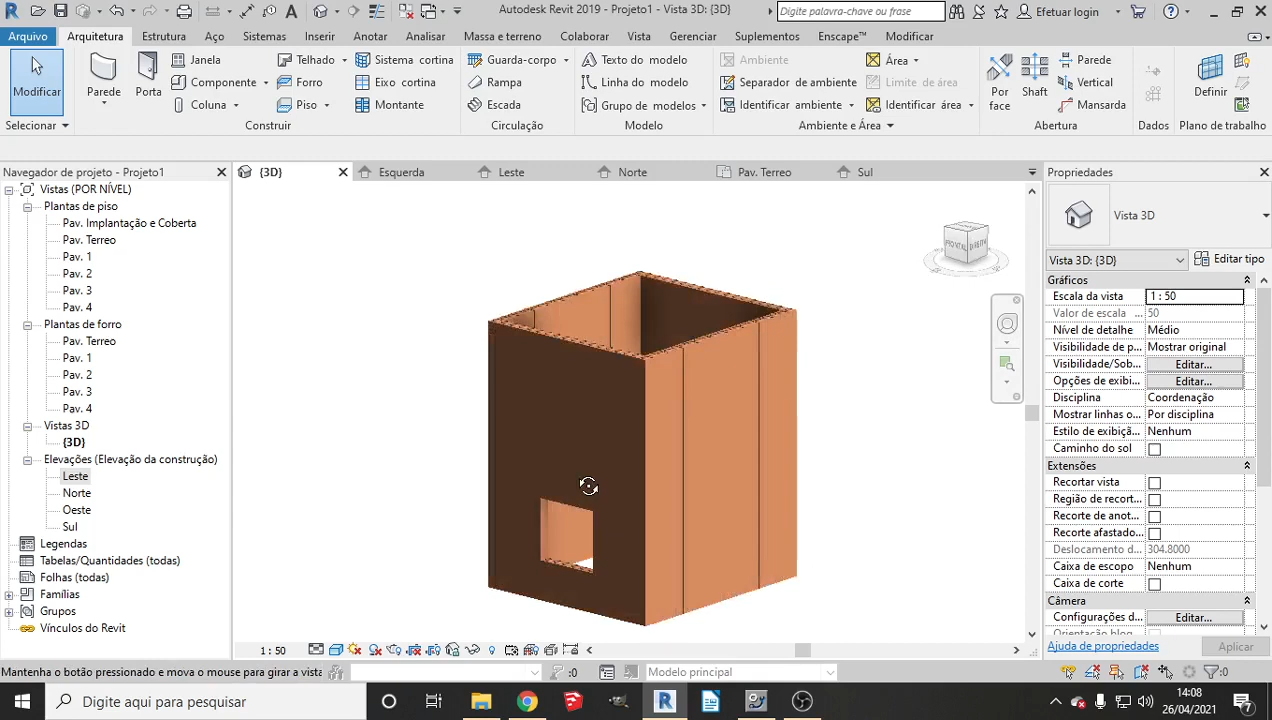 Autodesk Revit 2019 - Projeto1 - Vista 3D: {3D}
Digite palavra-chave ou frase
Efetuar login
Arquivo Arquitetura Estrutura Aço Sistemas Inserir Anotar Analisar Massa e terreno Colaborar Vista Gerenciar Suplementos Enscape™ Modificar
Modificar
Parede
Porta
Janela
Componente
Coluna
Telhado
Forro
Piso
Sistema cortina
Eixo cortina
Montante
Guarda-corpo
Rampa
Escada
Texto do modelo
Linha do modelo
Grupo de modelos
Ambiente
Separador de ambiente
Identificar ambiente
Área
Limite de área
Identificar área
Por face
Shaft
Parede
Vertical
Mansarda
Definir
Selecionar
Construir
Circulação
Modelo
Ambiente e Área
Abertura
Dados
Plano de trabalho
Navegador de projeto - Projeto1
{3D}
Esquerda
Leste
Norte
Pav. Terreo
Sul
Vistas (POR NÍVEL)
Plantas de piso
Pav. Implantação e Coberta
Pav. Terreo
Pav. 1
Pav. 2
Pav. 3
Pav. 4
Plantas de forro
Pav. Terreo
Pav. 1
Pav. 2
Pav. 3
Pav. 4
Vistas 3D
{3D}
Elevações (Elevação da construção)
Leste
Norte
Oeste
Sul
Legendas
Tabelas/Quantidades (todas)
Folhas (todas)
Famílias
Grupos
Vínculos do Revit
FRONTAL
DIREITA
Propriedades
Vista 3D
Vista 3D: {3D}
Editar tipo
Gráficos
Escala da vista 1 : 50
Valor de escala ... 50
Nível de detalhe Médio
Visibilidade de p... Mostrar original
Visibilidade/Sob... Editar...
Opções de exibi... Editar...
Disciplina Coordenação
Mostrar linhas o... Por disciplina
Estilo de exibiçã... Nenhum
Caminho do sol
Extensões
Recortar vista
Região de recort...
Recorte de anot...
Recorte afastado...
Deslocamento d... 304.8000
Caixa de escopo Nenhum
Caixa de corte
Câmera
Configurações d... Editar...
Ajuda de propriedades
Aplicar
1 : 50
Mantenha o botão pressionado e mova o mouse para girar a vista
:0
Modelo principal
:0
Digite aqui para pesquisar
14:08
26/04/2021
7